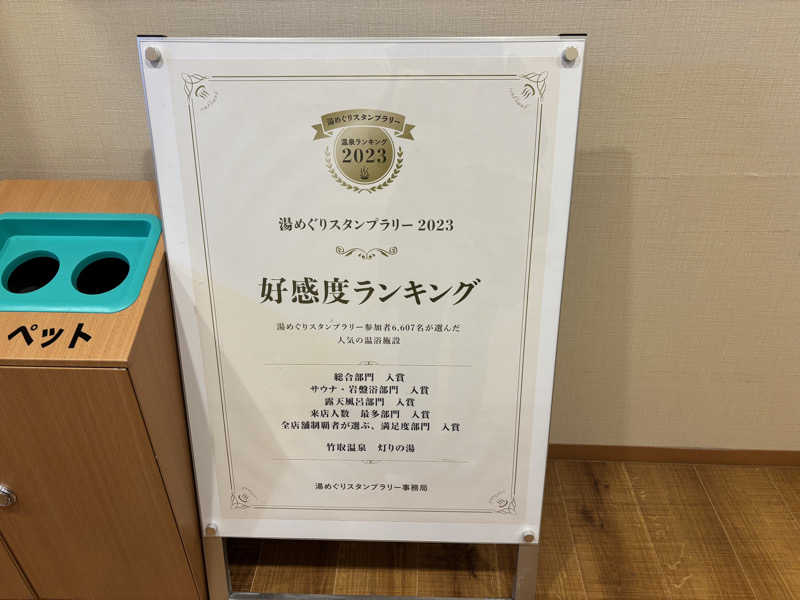 湯めぐりスタンプラリー
温泉ランキング
2023
湯めぐりスタンプラリー 2023
好感度ランキング
湯めぐりスタンプラリー参加者6,607名が選んだ
人気の温浴施設
総合部門 入賞
サウナ・岩盤浴部門 入賞
露天風呂部門 入賞
来店人数 最多部門 入賞
全店舗制覇者が選ぶ、満足度部門 入賞
竹取温泉 灯りの湯
湯めぐりスタンプラリー事務局
ペット